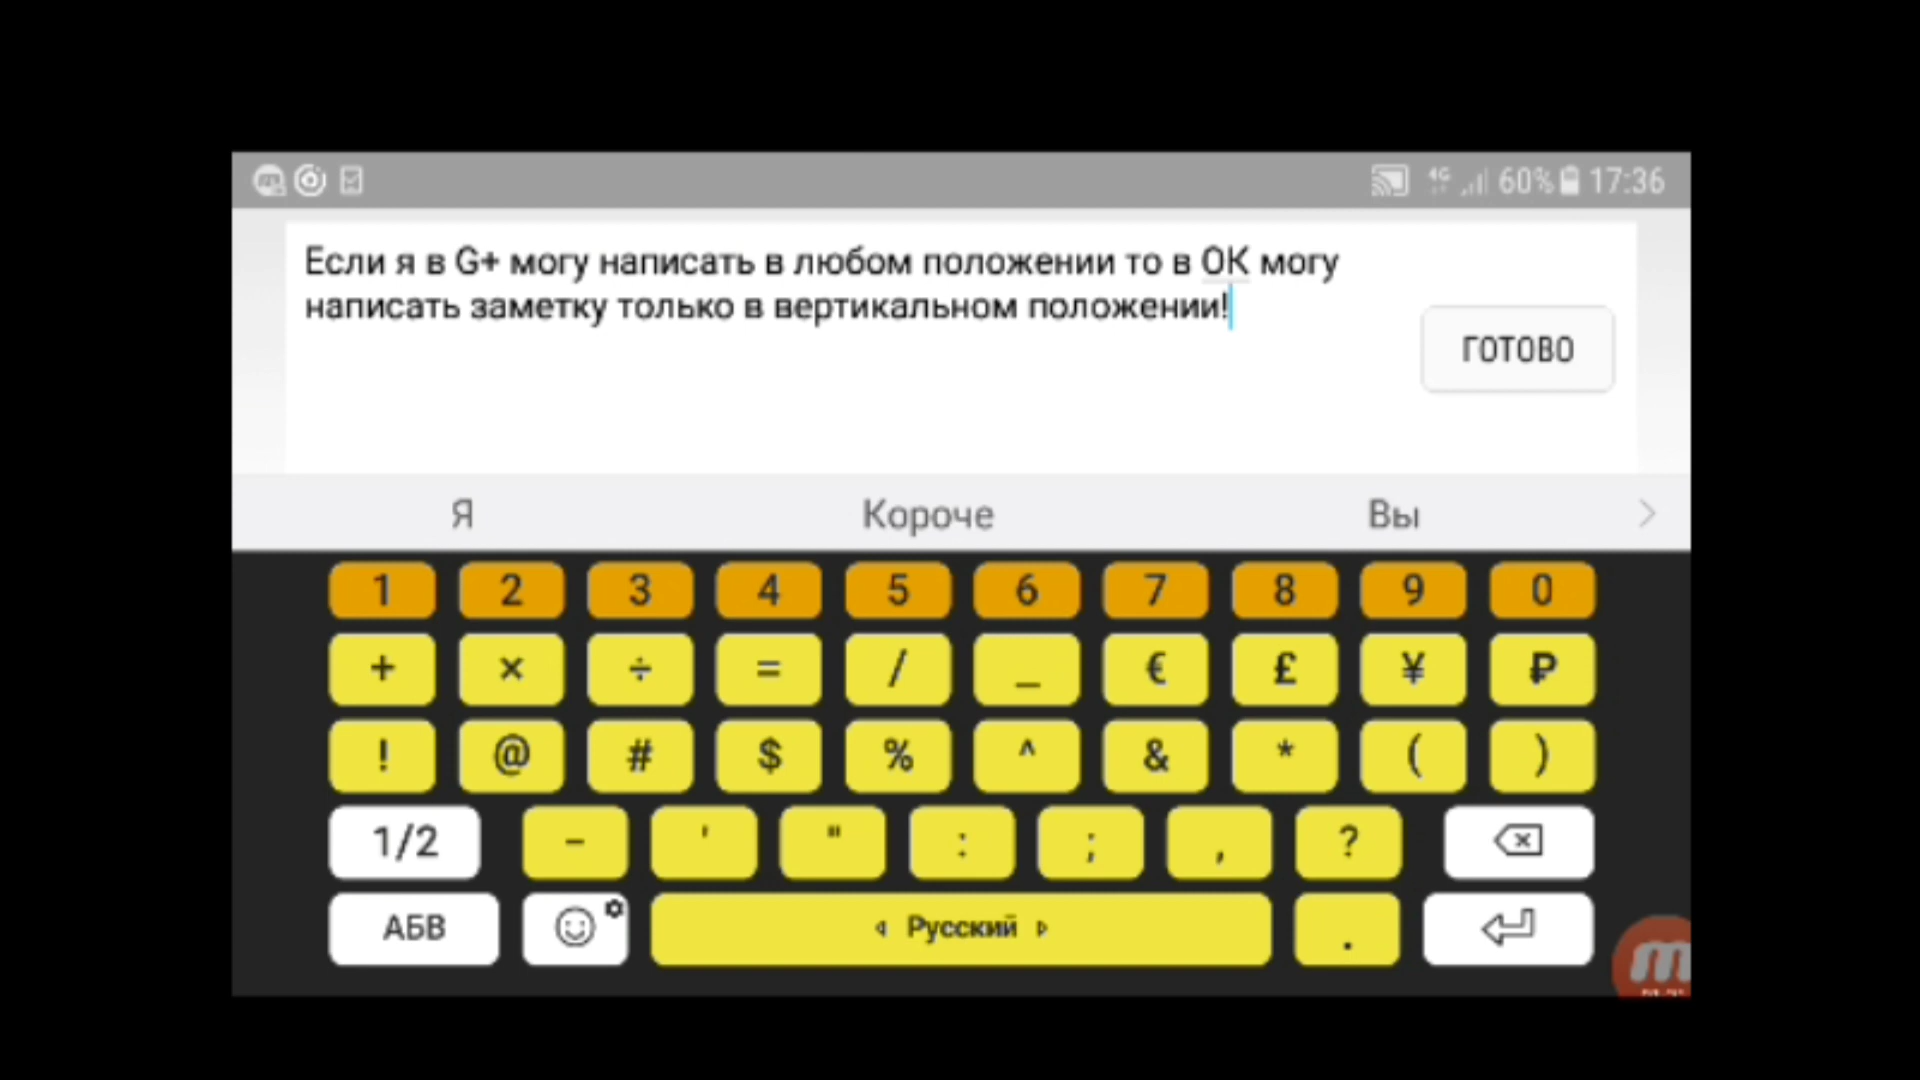 4G 60% 17:36
Если я в G+ могу написать в любом положении то в ОК могу
написать заметку только в вертикальном положении!
ГОТОВО
Я Короче Вы
1 2 3 4 5 6 7 8 9 0
+ × ÷ = / _ € £ ¥ ₽
! @ # $ % ^ & * ( )
1/2 - ' " : ; , ?
АБВ Русский .
m